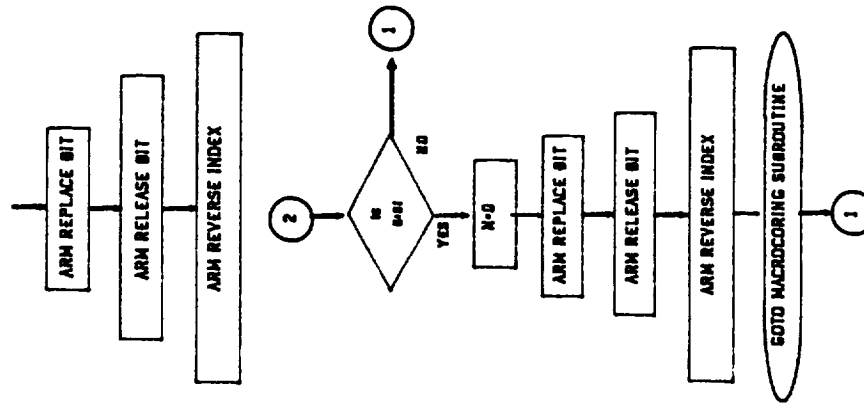 ARM REPLACE BIT
ARM RELEASE BIT
ARM REVERSE INDEX
2
IS
NO
1
YES
N=0
ARM REPLACE BIT
ARM RELEASE BIT
ARM REVERSE INDEX
GOTO MACROCORING SUBROUTINE
1